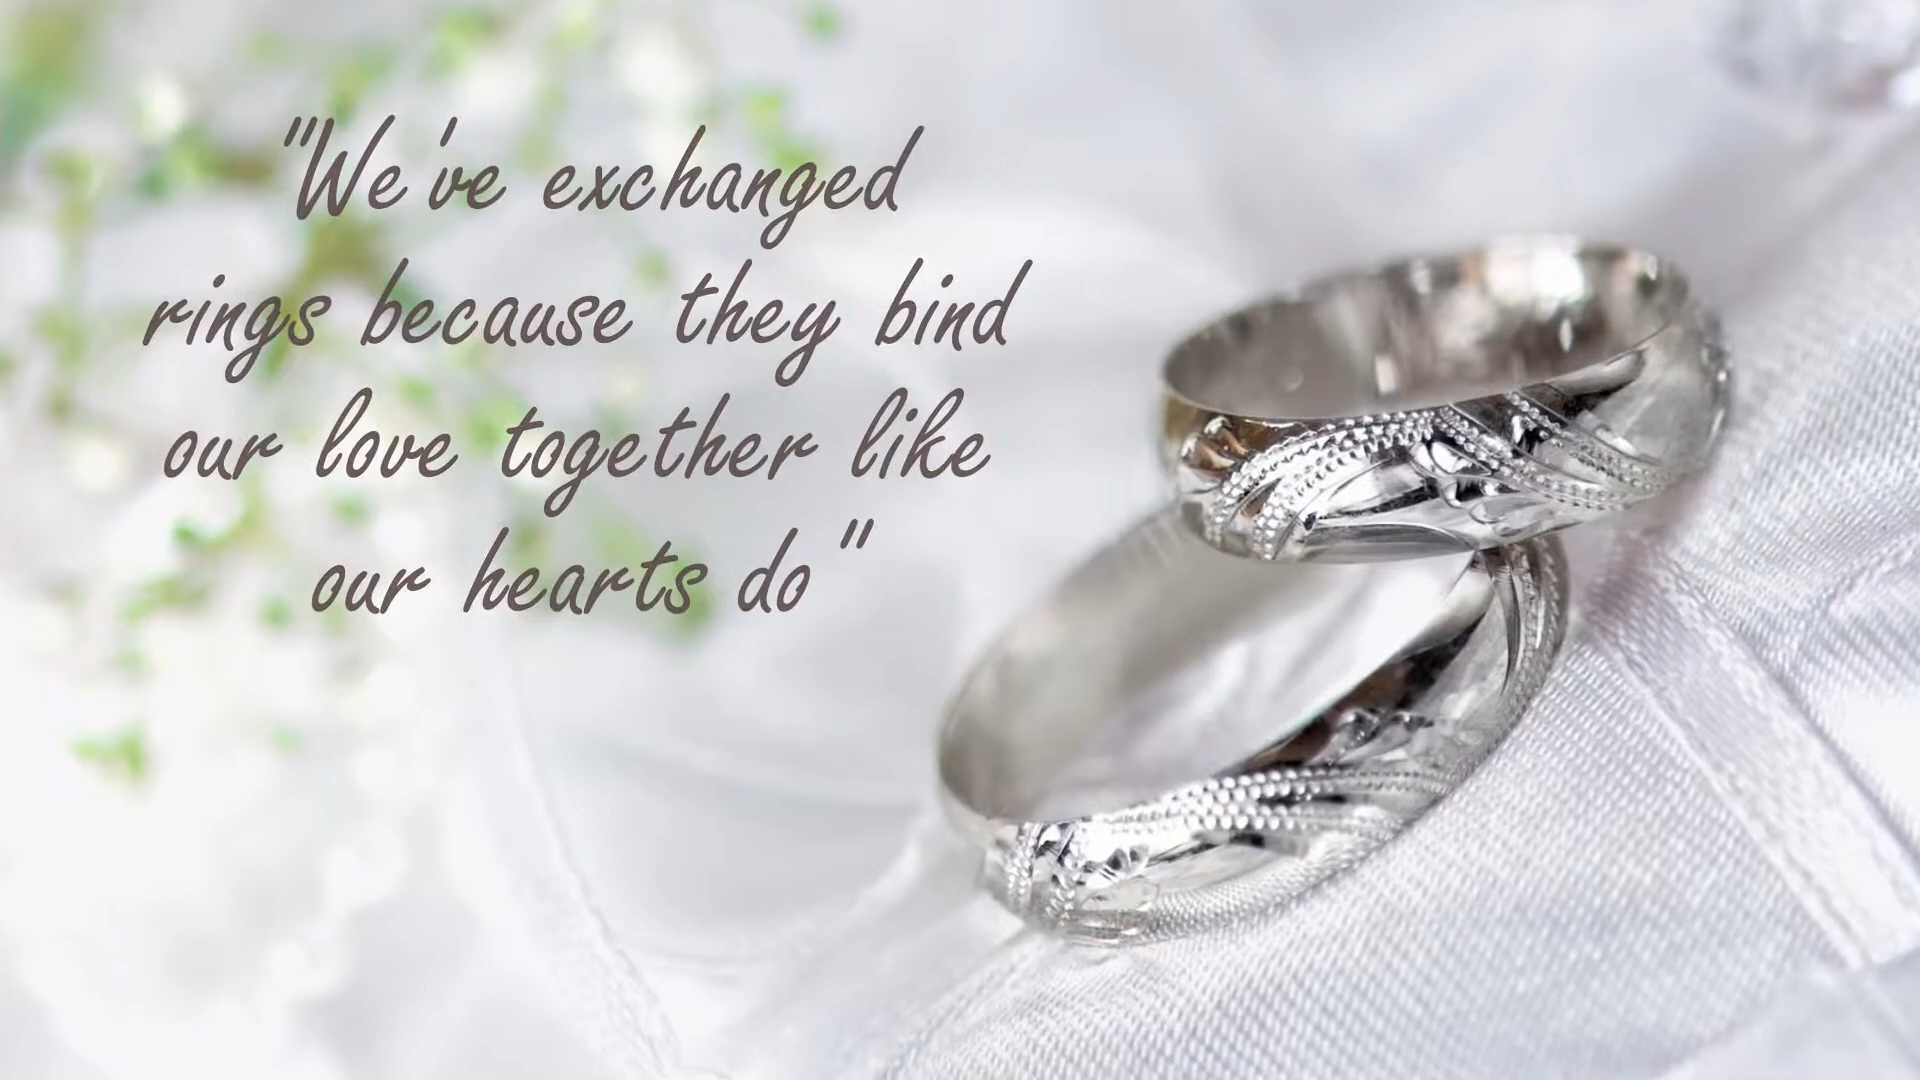 "We've exchanged
rings because they bind
our love together like
our hearts do"